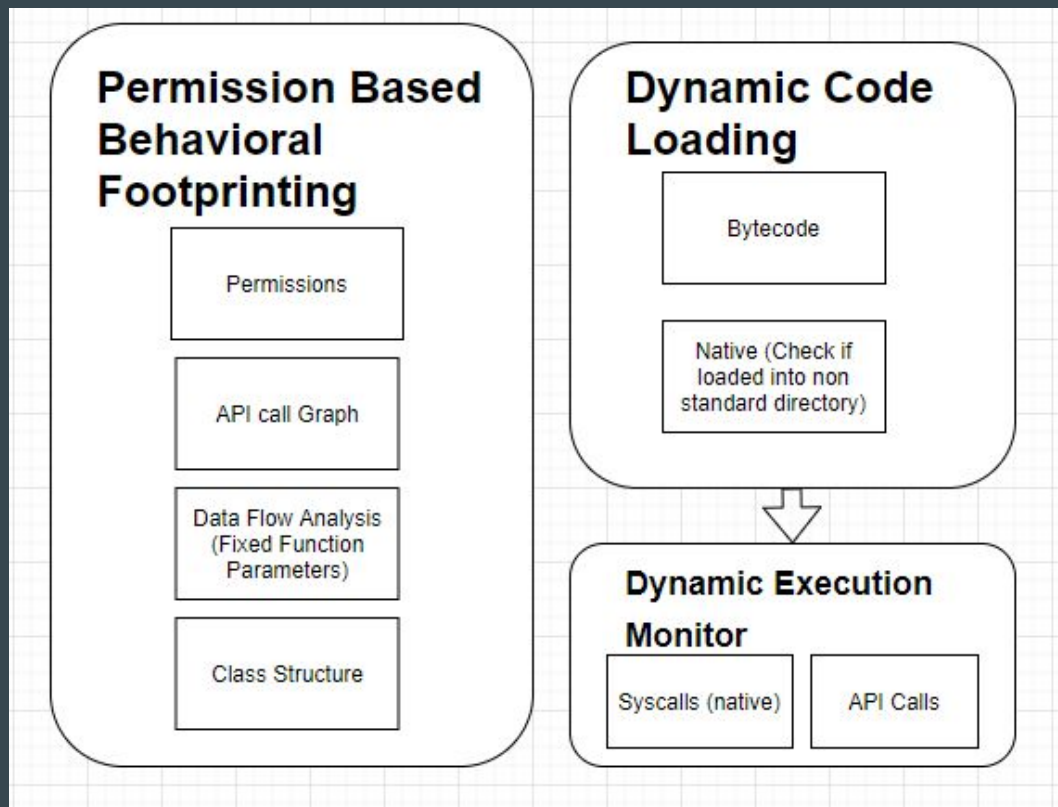 Permission Based
Behavioral
Footprinting
Permissions
API call Graph
Data Flow Analysis
(Fixed Function
Parameters)
Class Structure
Dynamic Code
Loading
Bytecode
Native (Check if
loaded into non
standard directory)
Dynamic Execution
Monitor
Syscalls (native)
API Calls